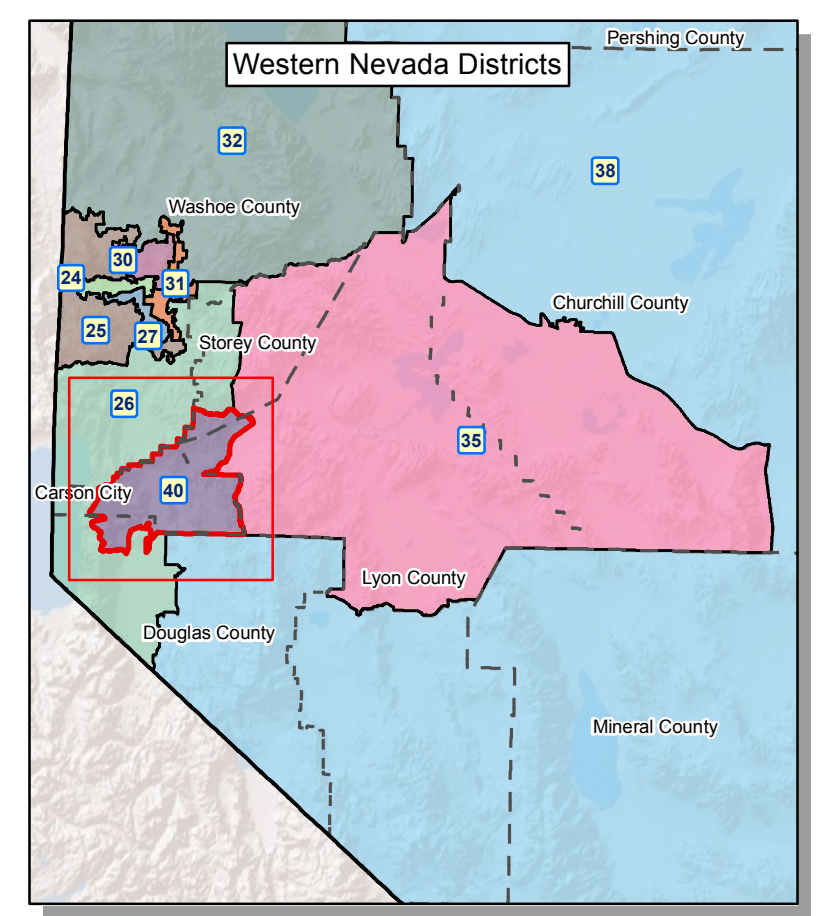 Pershing County
Western Nevada Districts
32
38
Washoe County
30
24
31
Churchill County
25
27
Storey County
26
35
Carson City
40
Lyon County
Douglas County
Mineral County